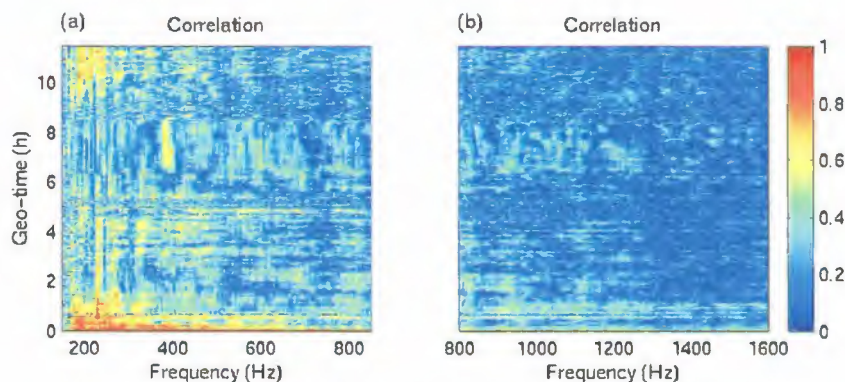 (a) Correlation
(b) Correlation
Geo-time (h)
10
8
6
4
2
0
200 400 600 800
Frequency (Hz)
800 1000 1200 1400 1600
Frequency (Hz)
1
0.8
0.6
0.4
0.2
0